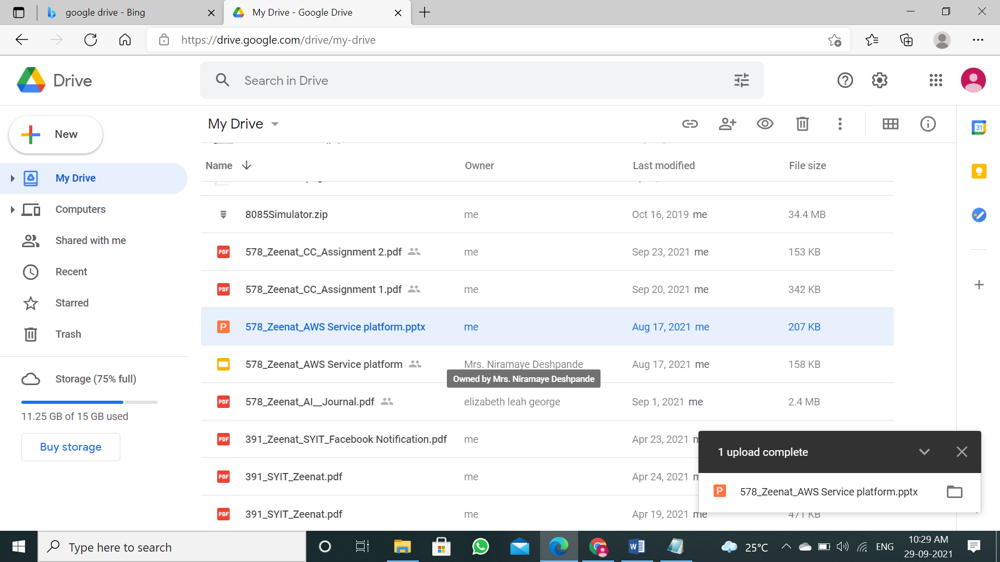 google drive - Bing
My Drive - Google Drive
https://drive.google.com/drive/my-drive
Drive
Search in Drive
New
My Drive
Name Owner Last modified File size
My Drive
Computers
Shared with me
Recent
Starred
Trash
Storage (75% full)
11.25 GB of 15 GB used
Buy storage
8085Simulator.zip me Oct 16, 2019 me 34.4 MB
PDF 578_Zeenat_CC_Assignment 2.pdf me Sep 23, 2021 me 153 KB
PDF 578_Zeenat_CC_Assignment 1.pdf me Sep 20, 2021 me 342 KB
P 578_Zeenat_AWS Service platform.pptx me Aug 17, 2021 me 207 KB
578_Zeenat_AWS Service platform Mrs. Niramaye Deshpande Aug 17, 2021 me 158 KB
Owned by Mrs. Niramaye Deshpande
PDF 578_Zeenat_AI__Journal.pdf elizabeth leah george Sep 1, 2021 me 2.4 MB
PDF 391_Zeenat_SYIT_Facebook Notification.pdf me Apr 23, 2021
PDF 391_SYIT_Zeenat.pdf me Apr 24, 2021
PDF 391_SYIT_Zeenat.pdf me Apr 19, 2021 me 471 KB
31
1 upload complete
P 578_Zeenat_AWS Service platform.pptx
Type here to search
25°C
ENG
10:29 AM
29-09-2021